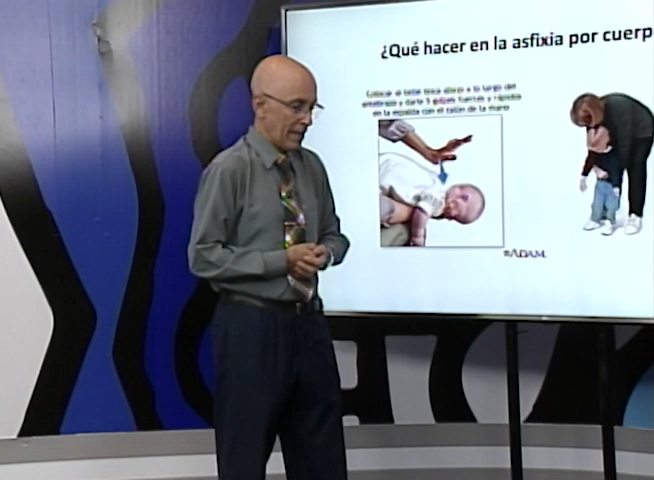 ¿Qué hacer en la asfixia por cuerp
Colocar al bebé boca abajo a lo largo del
antebrazo y darle 5 golpes fuertes y rápidos
en la espalda con el talón de la mano
ADAM.